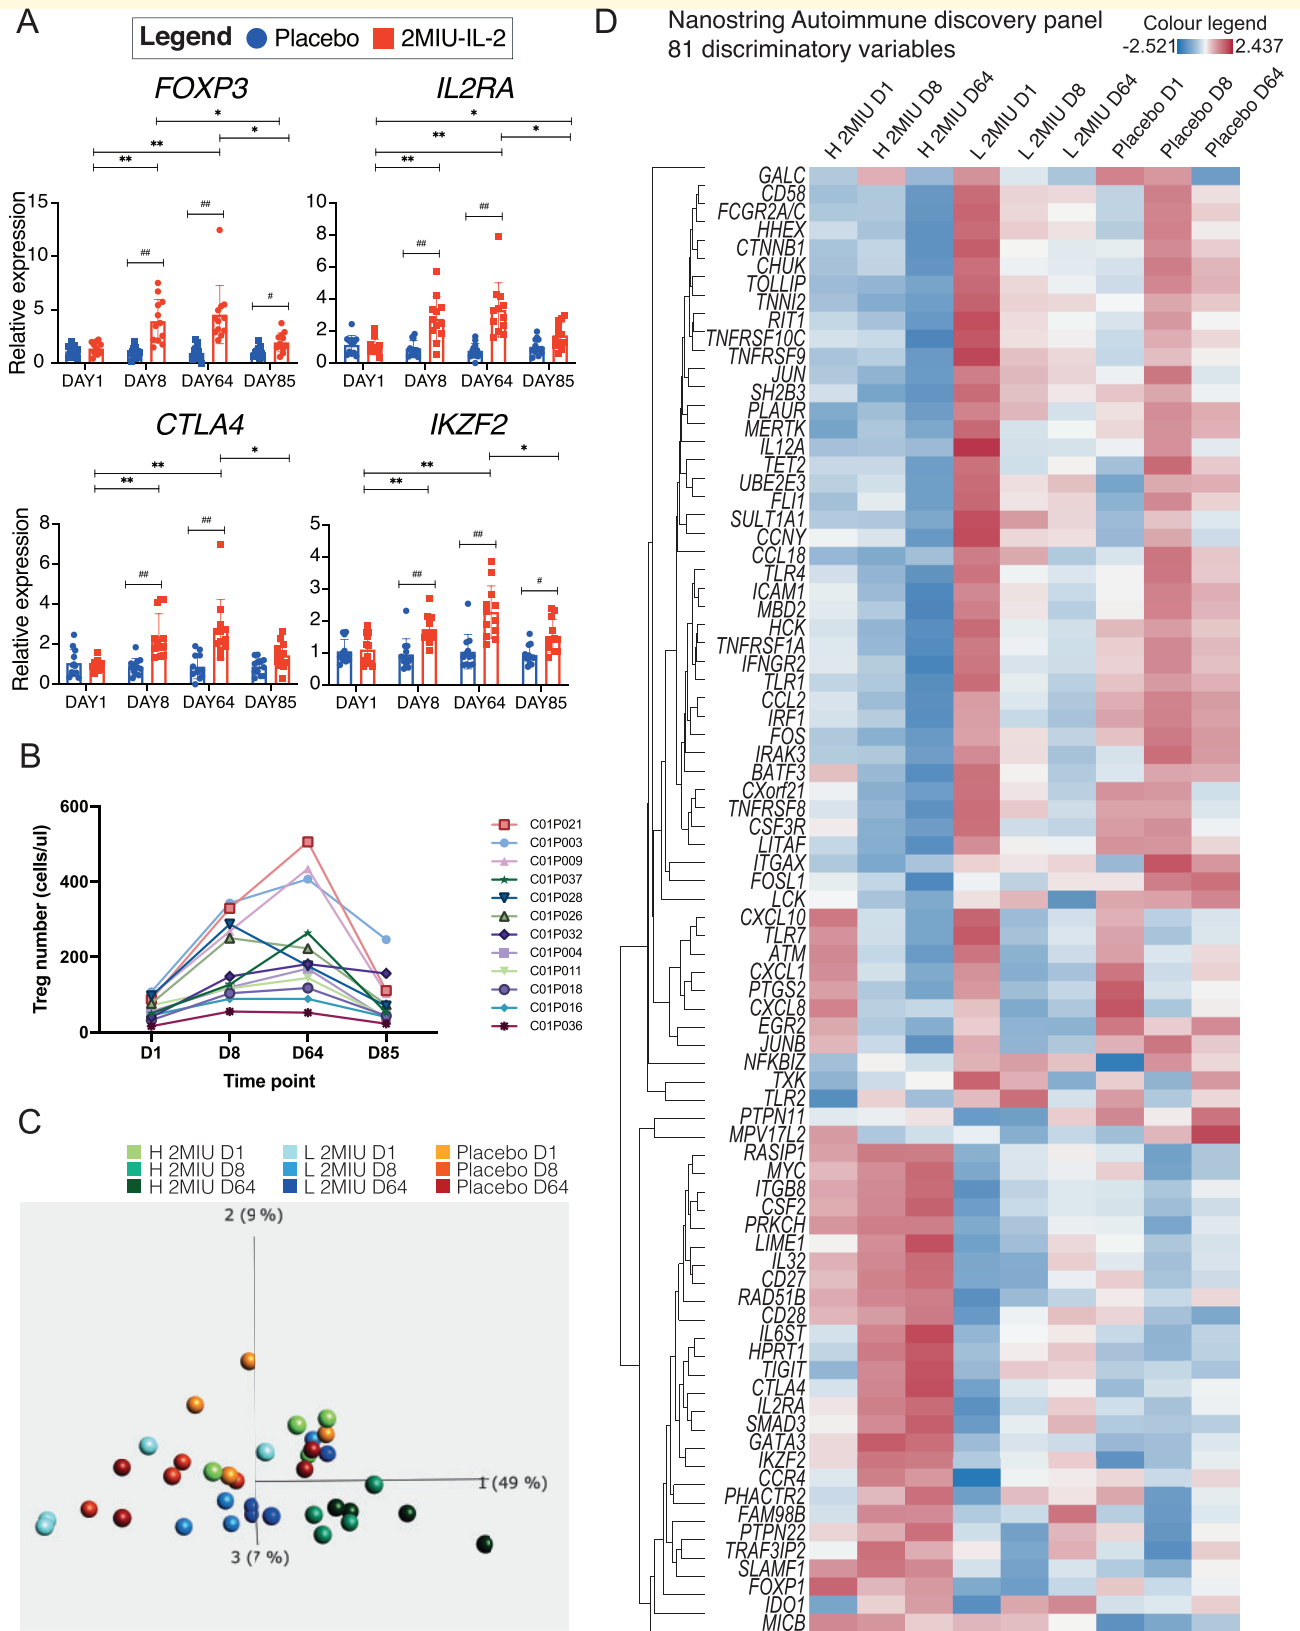 A
Legend Placebo 2MIU-IL-2
FOXP3
* 
** *
**
15
10
5
0
Relative expression
##
##
#
DAY1 DAY8 DAY64 DAY85
IL2RA
*
** *
**
10
8
6
4
2
0
##
##
DAY1 DAY8 DAY64 DAY85
CTLA4
*
**
**
8
6
4
2
0
Relative expression
##
##
DAY1 DAY8 DAY64 DAY85
IKZF2
*
**
**
5
4
3
2
1
0
##
##
#
DAY1 DAY8 DAY64 DAY85
B
600
400
200
0
Treg number (cells/ul)
D1 D8 D64 D85
Time point
C01P021
C01P003
C01P009
C01P037
C01P028
C01P026
C01P032
C01P004
C01P011
C01P018
C01P016
C01P036
C
H 2MIU D1 L 2MIU D1 Placebo D1
H 2MIU D8 L 2MIU D8 Placebo D8
H 2MIU D64 L 2MIU D64 Placebo D64
2 (9 %)
1 (49 %)
3 (7 %)
D
Nanostring Autoimmune discovery panel
81 discriminatory variables
Colour legend
-2.521 2.437
H 2MIU D1
H 2MIU D8
H 2MIU D64
L 2MIU D1
L 2MIU D8
L 2MIU D64
Placebo D1
Placebo D8
Placebo D64
GALC
CD58
FCGR2A/C
HHEX
CTNNB1
CHUK
TOLLIP
TNNI2
RIT1
TNFRSF10C
TNFRSF9
JUN
SH2B3
PLAUR
MERTK
IL12A
TET2
UBE2E3
FLI1
SULT1A1
CCNY
CCL18
TLR4
ICAM1
MBD2
HCK
TNFRSF1A
IFNGR2
TLR1
CCL2
IRF1
FOS
IRAK3
BATF3
CXorf21
TNFRSF8
CSF3R
LITAF
ITGAX
FOSL1
LCK
CXCL10
TLR7
ATM
CXCL1
PTGS2
CXCL8
EGR2
JUNB
NFKBIZ
TXK
TLR2
PTPN11
MPV17L2
RASIP1
MYC
ITGB8
CSF2
PRKCH
LIME1
IL32
CD27
RAD51B
CD28
IL6ST
HPRT1
TIGIT
CTLA4
IL2RA
SMAD3
GATA3
IKZF2
CCR4
PHACTR2
FAM98B
PTPN22
TRAF3IP2
SLAMF1
FOXP1
IDO1
MICB